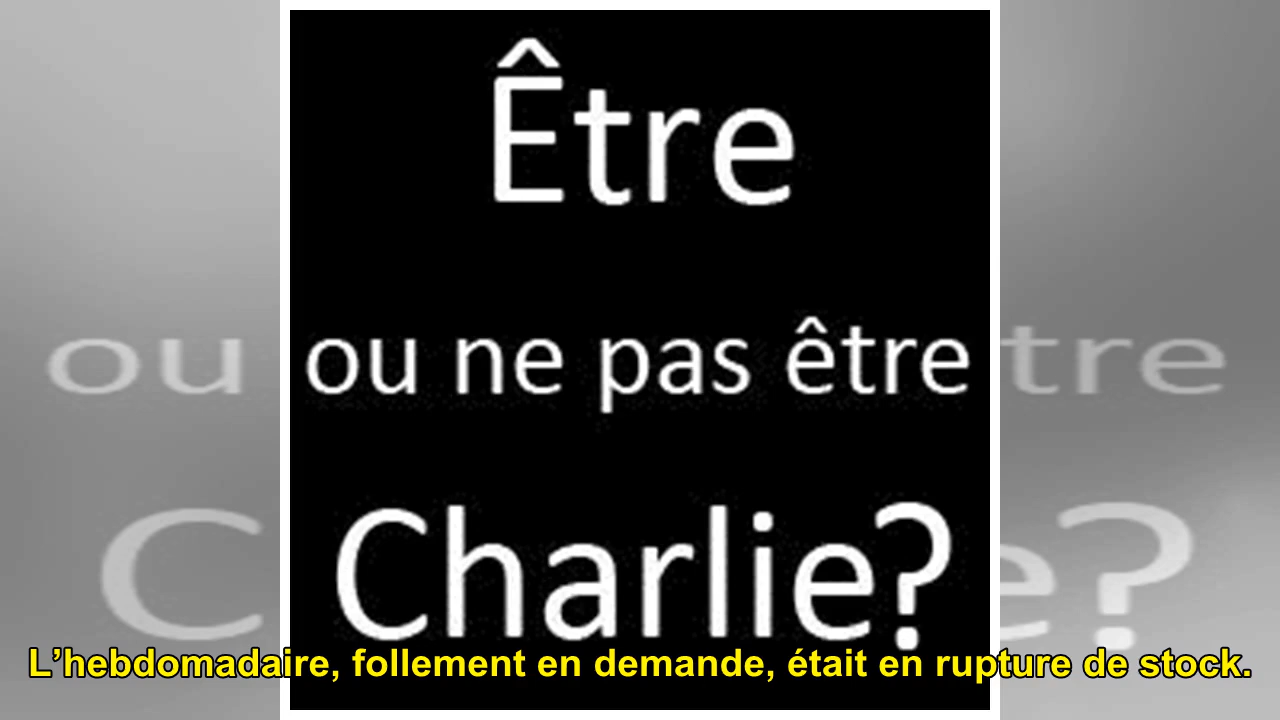 Être
ou ne pas être
Charlie?
L’hebdomadaire, follement en demande, était en rupture de stock.